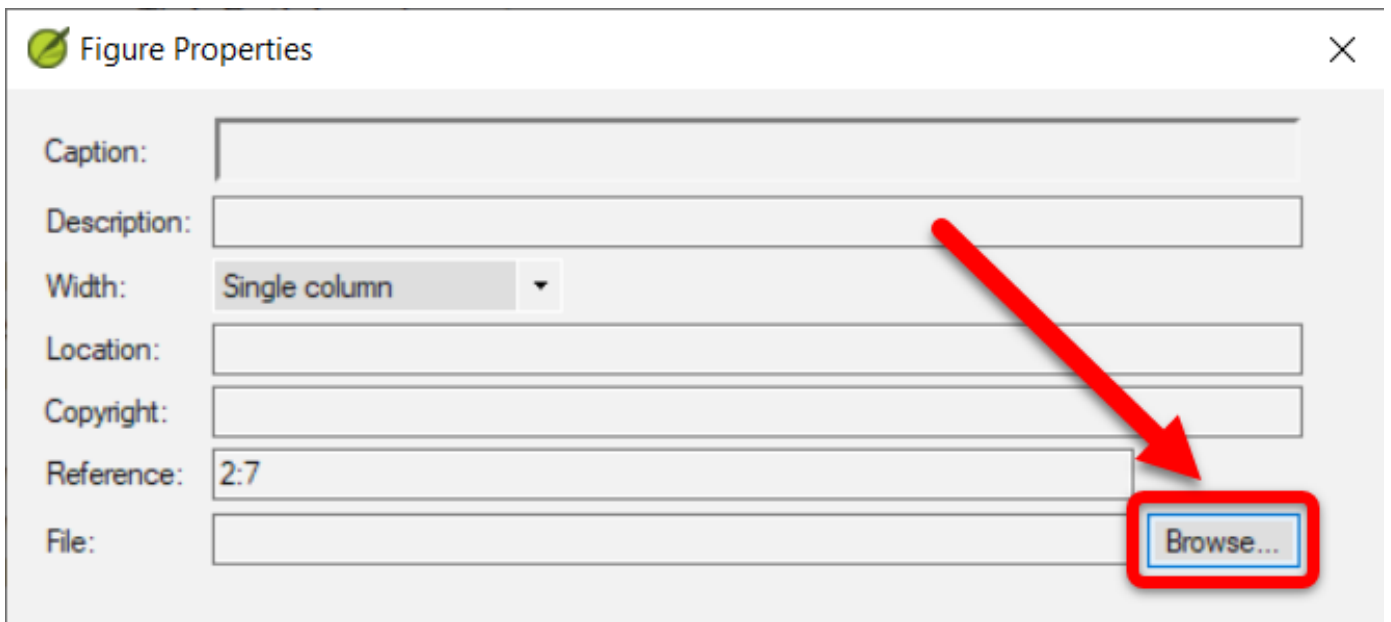 Figure Properties
Caption:
Description:
Width: Single column
Location:
Copyright:
Reference: 2:7
File: Browse...